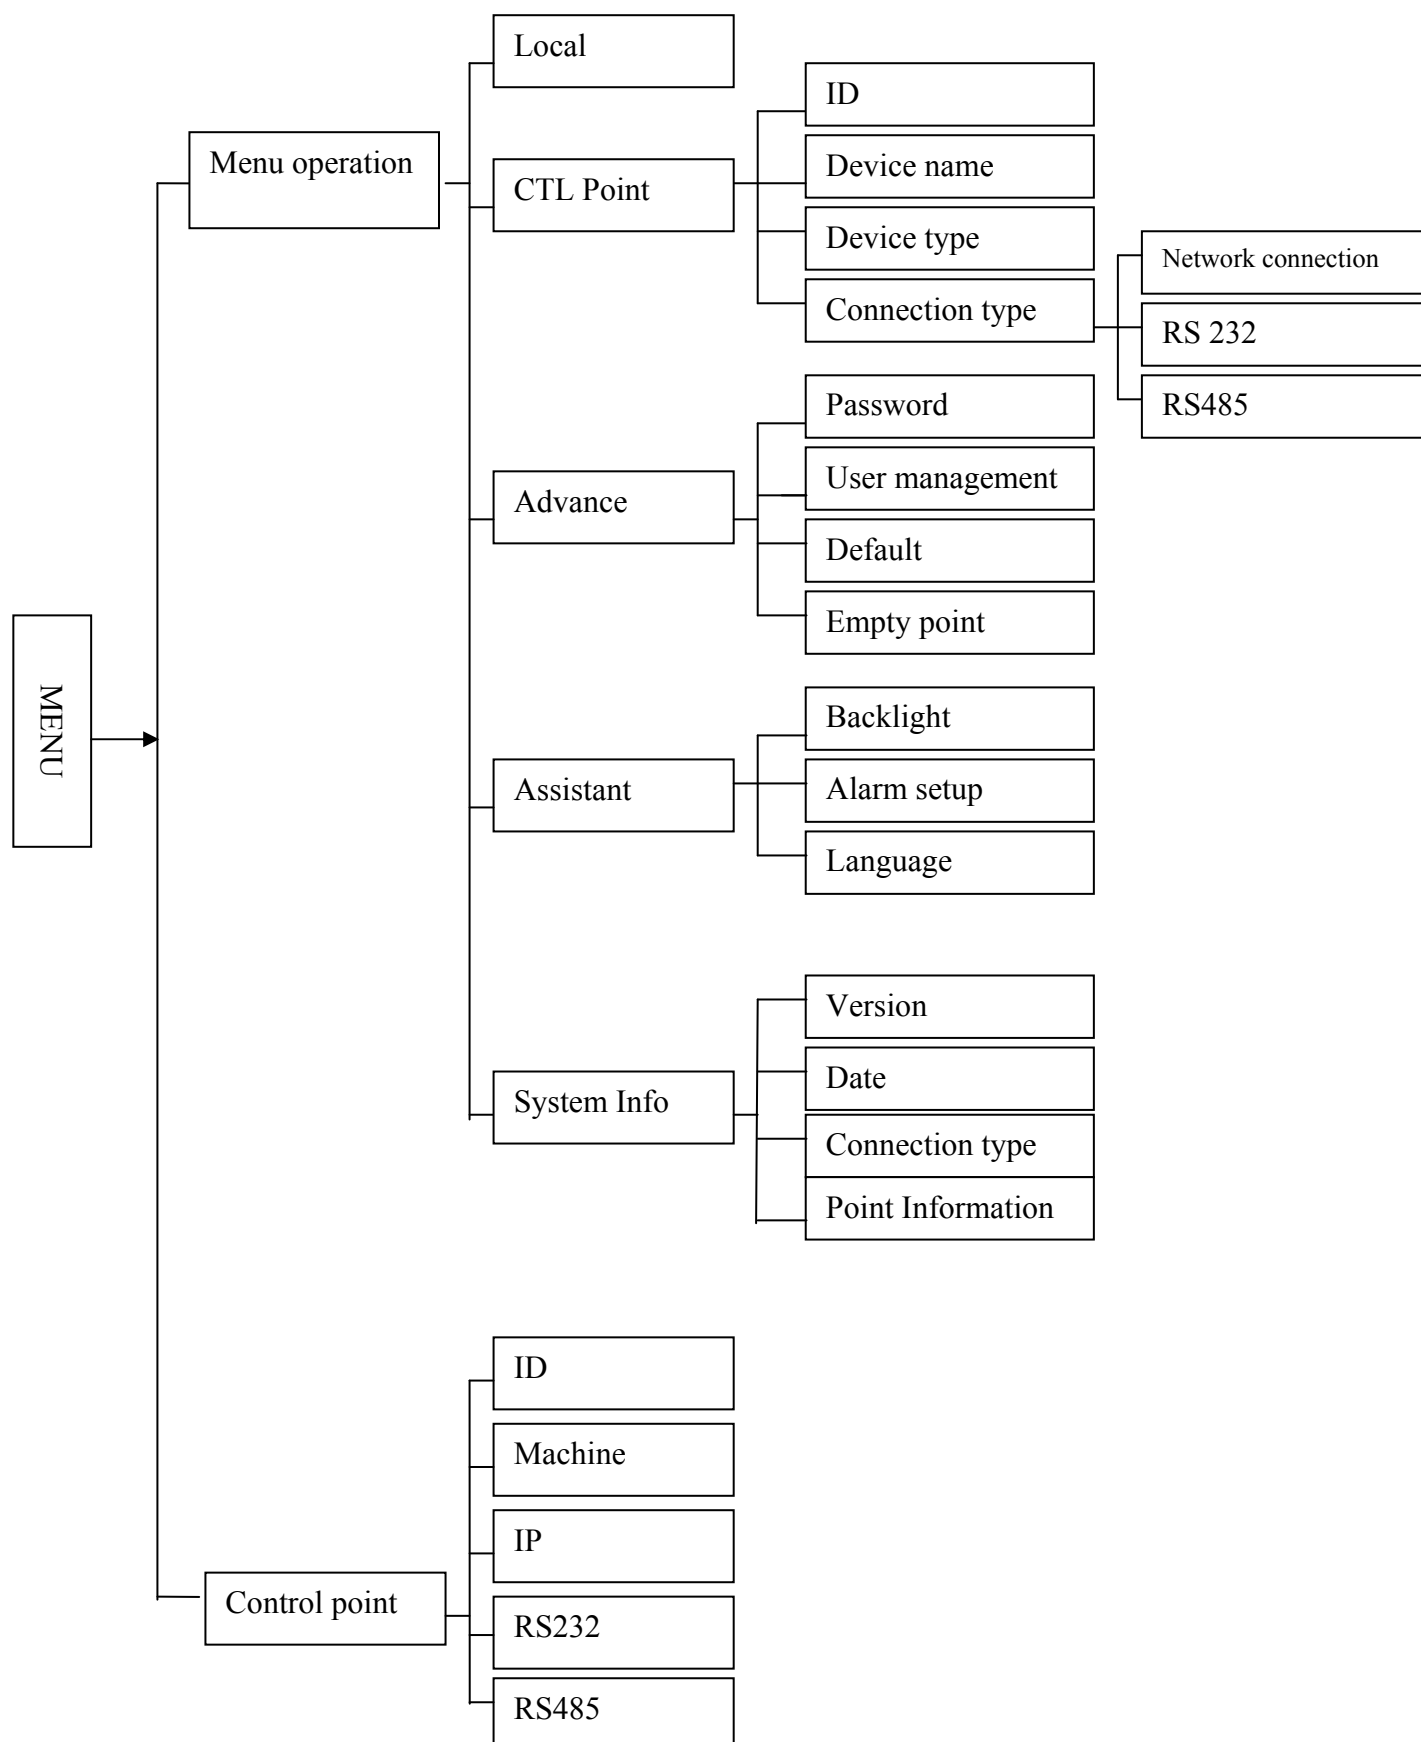 Local
ID
Menu operation
Device name
CTL Point
Device type
Network connection
Connection type
RS 232
Password
RS485
User management
Advance
Default
Empty point
MENU
Backlight
Assistant
Alarm setup
Language
Version
Date
System Info
Connection type
Point Information
ID
Machine
IP
Control point
RS232
RS485